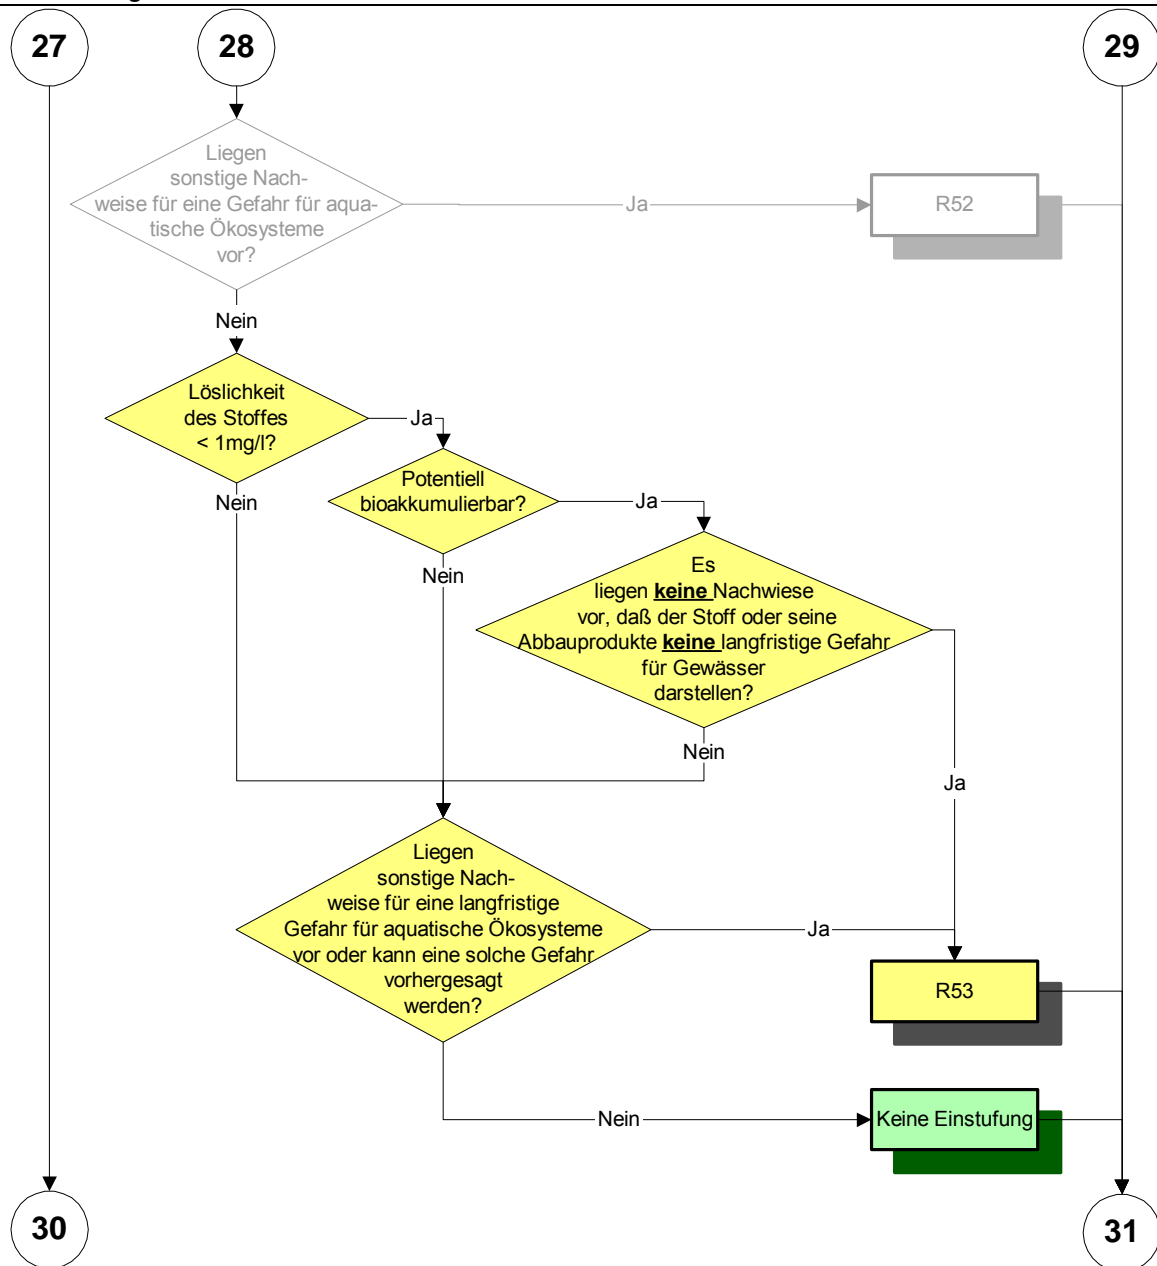 27
28
29
Liegen
sonstige Nach-
weise für eine Gefahr für aqua-
tische Ökosysteme
vor?
Ja
R52
Nein
Löslichkeit
des Stoffes
< 1mg/l?
Ja
Nein
Potentiell
bioakkumulierbar?
Ja
Nein
Es
liegen keine Nachwiese
vor, daß der Stoff oder seine
Abbauprodukte keine langfristige Gefahr
für Gewässer
darstellen?
Nein
Ja
Liegen
sonstige Nach-
weise für eine langfristige
Gefahr für aquatische Ökosysteme
vor oder kann eine solche Gefahr
vorhergesagt
werden?
Ja
R53
Nein
Keine Einstufung
30
31